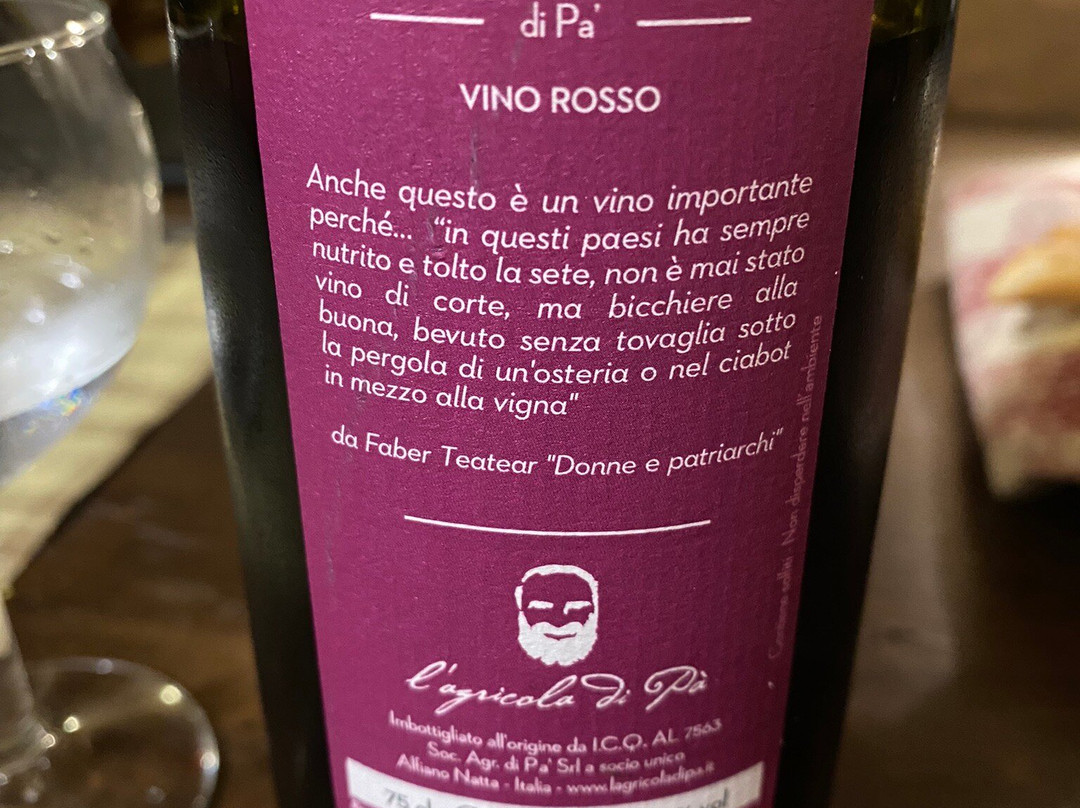 di Pa'
VINO ROSSO
Anche questo è un vino importante
perché... “in questi paesi ha sempre
nutrito e tolto la sete, non è mai stato
vino di corte, ma bicchiere alla
buona, bevuto senza tovaglia sotto
la pergola di un'osteria o nel ciabot
in mezzo alla vigna"
da Faber Teatear "Donne e patriarchi"
l'agricola di Pà
Imbottigliato all'origine da I.C.Q. AL 7563
Soc. Agr. di Pa' Srl a socio unico
Alfiano Natta - Italia - www.lagricoladipa.it
75
vol
Non disperdere nell'ambiente